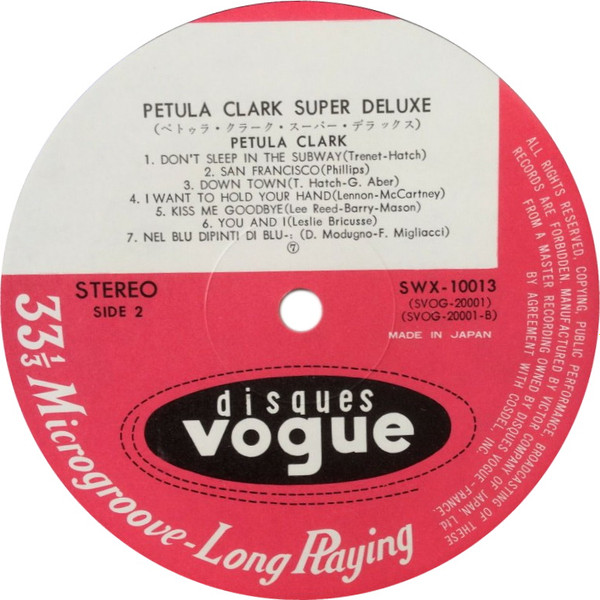 PETULA CLARK SUPER DELUXE
(ペトゥラ・クラーク・スーパー・デラックス)
PETULA CLARK
1. DON'T SLEEP IN THE SUBWAY(Trenet-Hatch)
2. SAN FRANCISCO(Phillips)
3. DOWN TOWN(T. Hatch-G. Aber)
4. I WANT TO HOLD YOUR HAND(Lennon-McCartney)
5. KISS ME GOODBYE(Lee Reed-Barry-Mason)
6. YOU AND I(Leslie Bricusse)
7. NEL BLU DIPINTI DI BLU-: (D. Modugno-F. Migliacci)
⑦
STEREO
SIDE 2
SWX-10013
(SVOG-20001)
(SVOG-20001-B)
MADE IN JAPAN
disques
vogue
33 1/3 Microgroove-Long Playing
ALL RIGHTS RESERVED, COPYING, PUBLIC PERFORMANCE, BROADCASTING OF THESE
RECORDS ARE FORBIDDEN MANUFACTURED BY VICTOR COMPANY OF JAPAN, Ltd.
FROM A MASTER RECORDING OWNED BY DISQUES VOGUE-FRANCE.
BY AGREEMENT WITH COSDEL, INC.